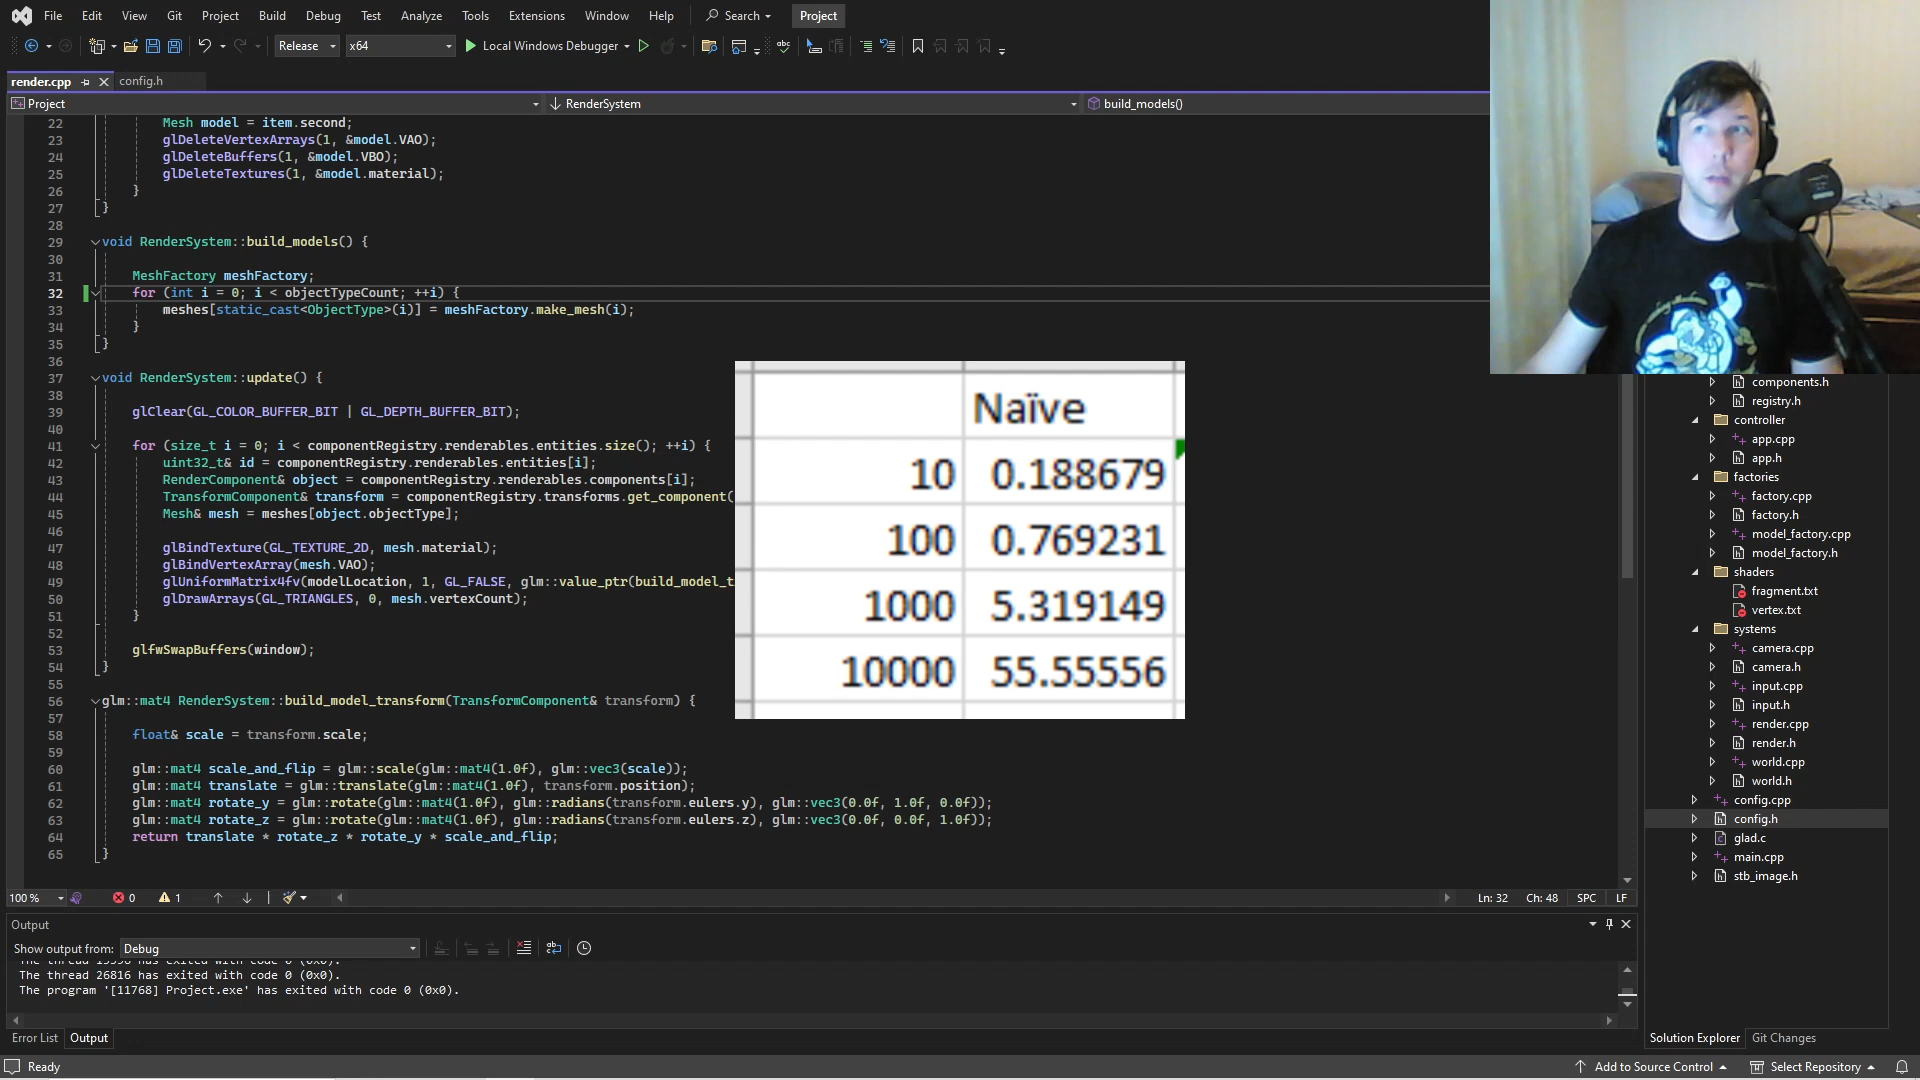 File Edit View Git Project Build Debug Test Analyze Tools Extensions Window Help Search Project
Release x64 Local Windows Debugger
render.cpp config.h
Project RenderSystem build_models()
22 Mesh model = item.second;
23 glDeleteVertexArrays(1, &model.VAO);
24 glDeleteBuffers(1, &model.VBO);
25 glDeleteTextures(1, &model.material);
26 }
27 }
28
29 void RenderSystem::build_models() {
30
31 MeshFactory meshFactory;
32 for (int i = 0; i < objectTypeCount; ++i) {
33 meshes[static_cast<ObjectType>(i)] = meshFactory.make_mesh(i);
34 }
35 }
36
37 void RenderSystem::update() {
38
39 glClear(GL_COLOR_BUFFER_BIT | GL_DEPTH_BUFFER_BIT);
40
41 for (size_t i = 0; i < componentRegistry.renderables.entities.size(); ++i) {
42 uint32_t& id = componentRegistry.renderables.entities[i];
43 RenderComponent& object = componentRegistry.renderables.components[i];
44 TransformComponent& transform = componentRegistry.transforms.get_component(
45 Mesh& mesh = meshes[object.objectType];
46
47 glBindTexture(GL_TEXTURE_2D, mesh.material);
48 glBindVertexArray(mesh.VAO);
49 glUniformMatrix4fv(modelLocation, 1, GL_FALSE, glm::value_ptr(build_model_t
50 glDrawArrays(GL_TRIANGLES, 0, mesh.vertexCount);
51 }
52
53 glfwSwapBuffers(window);
54 }
55
56 glm::mat4 RenderSystem::build_model_transform(TransformComponent& transform) {
57
58 float& scale = transform.scale;
59
60 glm::mat4 scale_and_flip = glm::scale(glm::mat4(1.0f), glm::vec3(scale));
61 glm::mat4 translate = glm::translate(glm::mat4(1.0f), transform.position);
62 glm::mat4 rotate_y = glm::rotate(glm::mat4(1.0f), glm::radians(transform.eulers.y), glm::vec3(0.0f, 1.0f, 0.0f));
63 glm::mat4 rotate_z = glm::rotate(glm::mat4(1.0f), glm::radians(transform.eulers.z), glm::vec3(0.0f, 0.0f, 1.0f));
64 return translate * rotate_z * rotate_y * scale_and_flip;
65 }
Naïve
10 0.188679
100 0.769231
1000 5.319149
10000 55.55556
components.h
registry.h
controller
app.cpp
app.h
factories
factory.cpp
factory.h
model_factory.cpp
model_factory.h
shaders
fragment.txt
vertex.txt
systems
camera.cpp
camera.h
input.cpp
input.h
render.cpp
render.h
world.cpp
world.h
config.cpp
config.h
glad.c
main.cpp
stb_image.h
100 % 0 1 Ln: 32 Ch: 48 SPC LF
Output
Show output from: Debug
The thread 26816 has exited with code 0 (0x0).
The program '[11768] Project.exe' has exited with code 0 (0x0).
Error List Output
Solution Explorer Git Changes
Ready Add to Source Control Select Repository